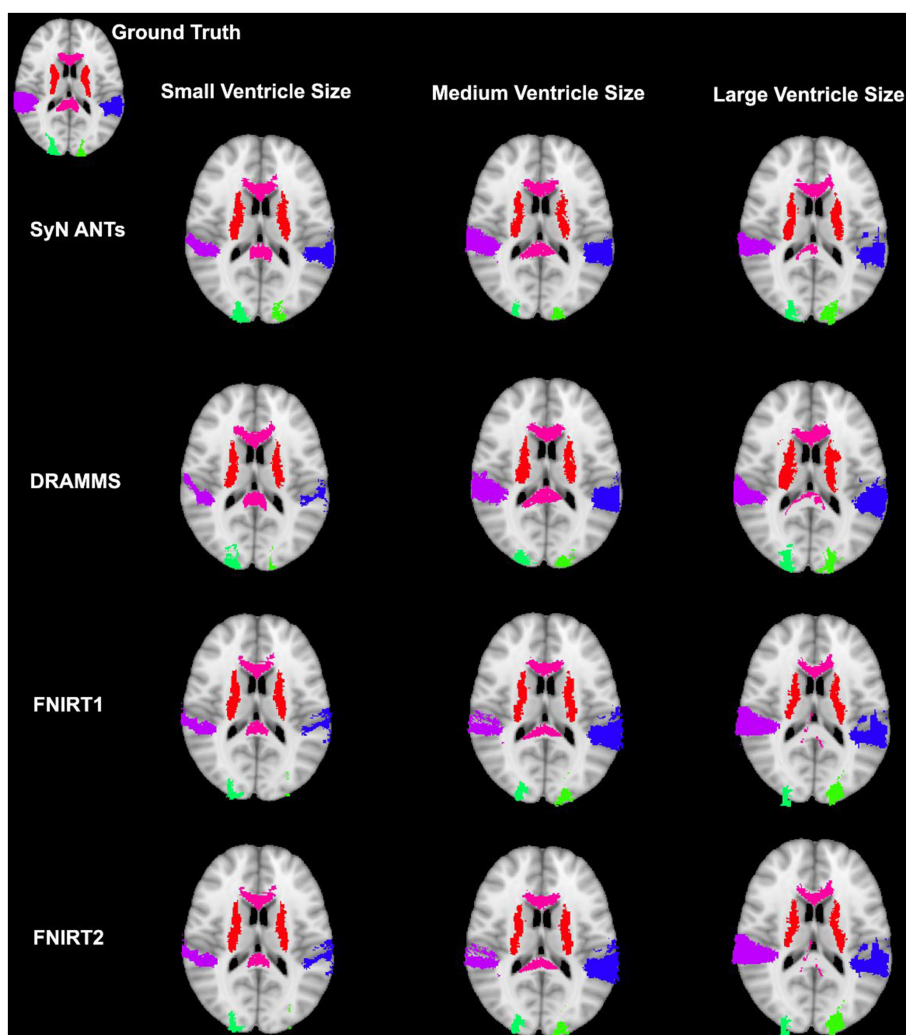 Ground Truth
Small Ventricle Size
Medium Ventricle Size
Large Ventricle Size
SyN ANTs
DRAMMS
FNIRT1
FNIRT2